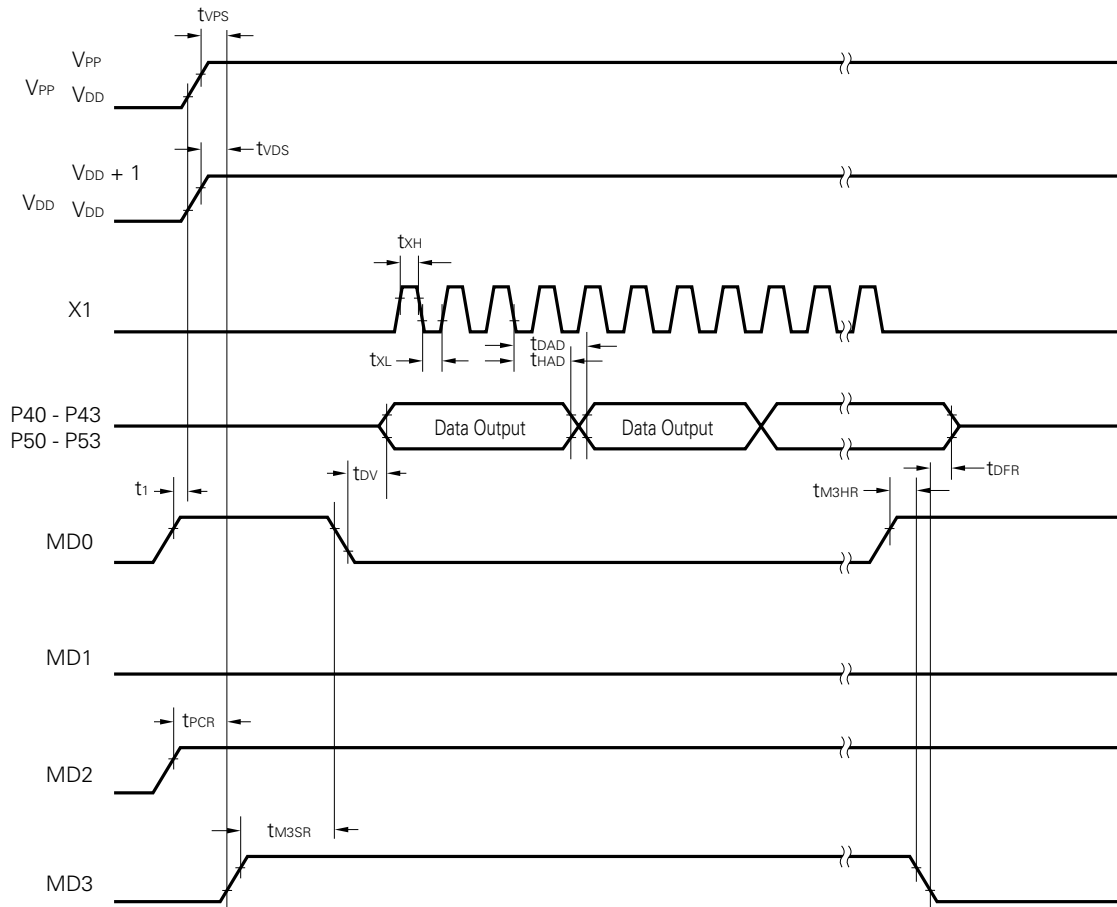 tVPS
VPP
VPP VDD
tVDS
VDD + 1
VDD VDD
tXH
X1
tDAD
tXL tHAD
P40 - P43
P50 - P53
Data Output Data Output
tDV tDFR
t1 tM3HR
MD0
MD1
tPCR
MD2
tM3SR
MD3